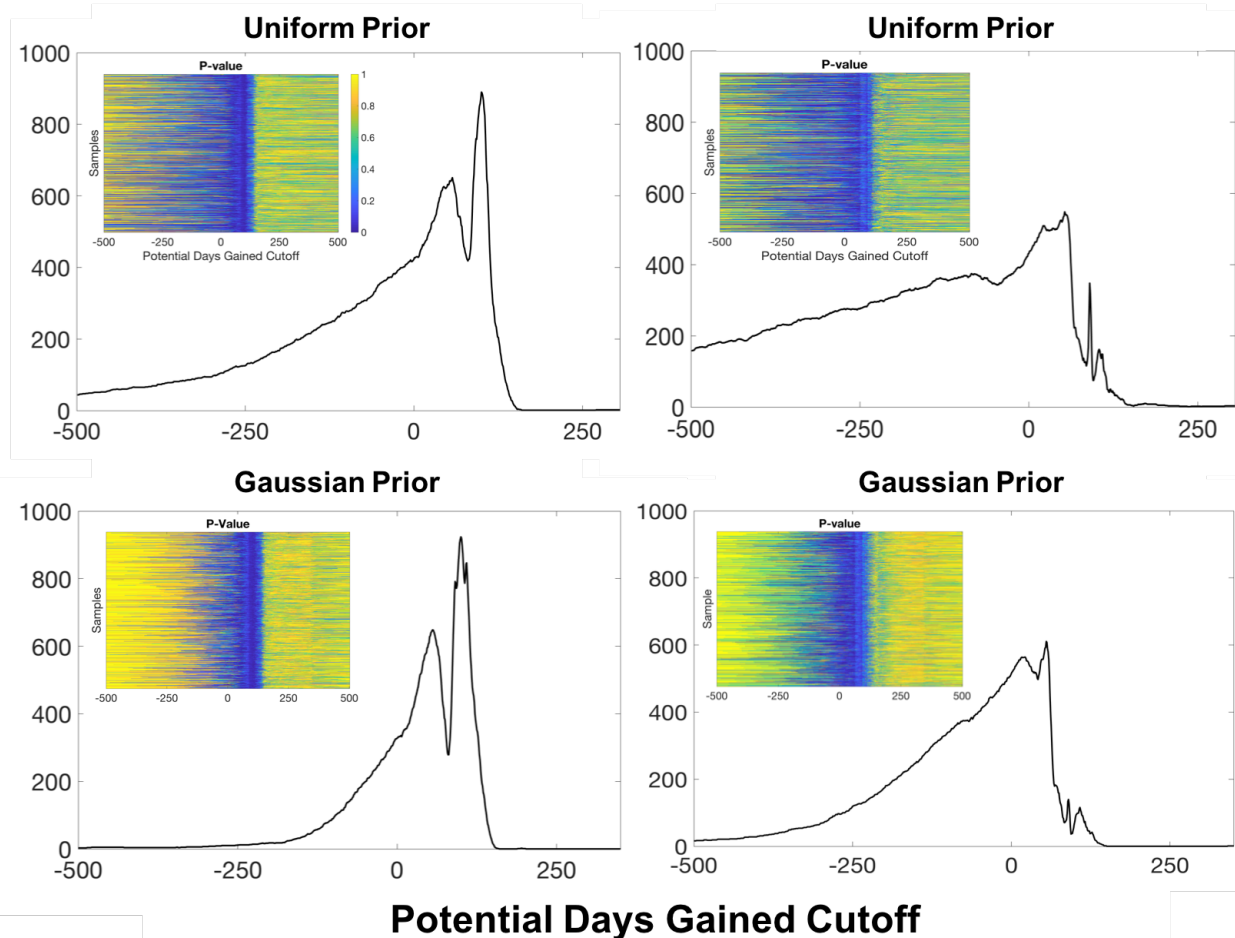 Uniform Prior
1000
800
600
400
200
0
-500 -250 0 250
P-value
Samples
1
0.8
0.6
0.4
0.2
0
-500 -250 0 250 500
Potential Days Gained Cutoff
Uniform Prior
1000
800
600
400
200
0
-500 -250 0 250
P-value
Samples
-500 -250 0 250 500
Potential Days Gained Cutoff
Gaussian Prior
1000
800
600
400
200
0
-500 -250 0 250
P-Value
Samples
-500 -250 0 250 500
Gaussian Prior
1000
800
600
400
200
0
-500 -250 0 250
P-value
Sample
-500 -250 0 250 500
Potential Days Gained Cutoff